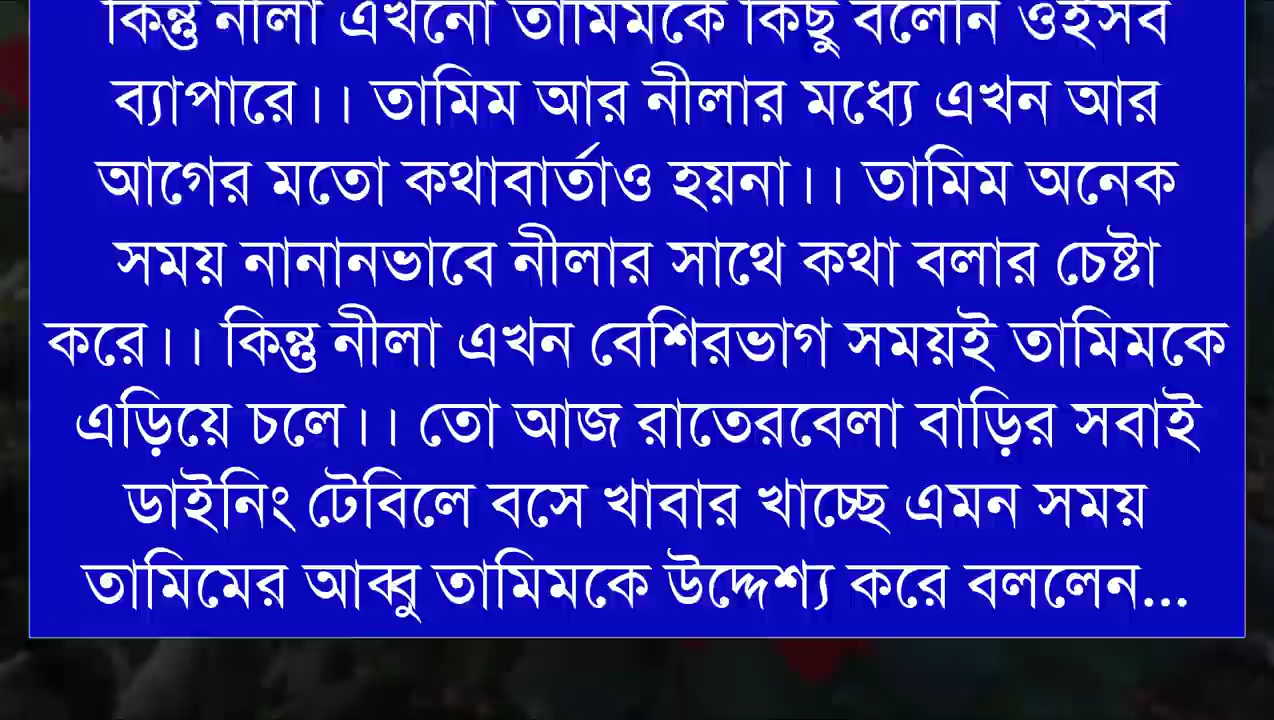 কিন্তু নীলা এখনো তামিমকে কিছু বলেনি ওইসব
ব্যাপারে।। তামিম আর নীলার মধ্যে এখন আর
আগের মতো কথাবার্তাও হয়না।। তামিম অনেক
সময় নানানভাবে নীলার সাথে কথা বলার চেষ্টা
করে।। কিন্তু নীলা এখন বেশিরভাগ সময়ই তামিমকে
এড়িয়ে চলে।। তো আজ রাতেরবেলা বাড়ির সবাই
ডাইনিং টেবিলে বসে খাবার খাচ্ছে এমন সময়
তামিমের আব্বু তামিমকে উদ্দেশ্য করে বললেন...